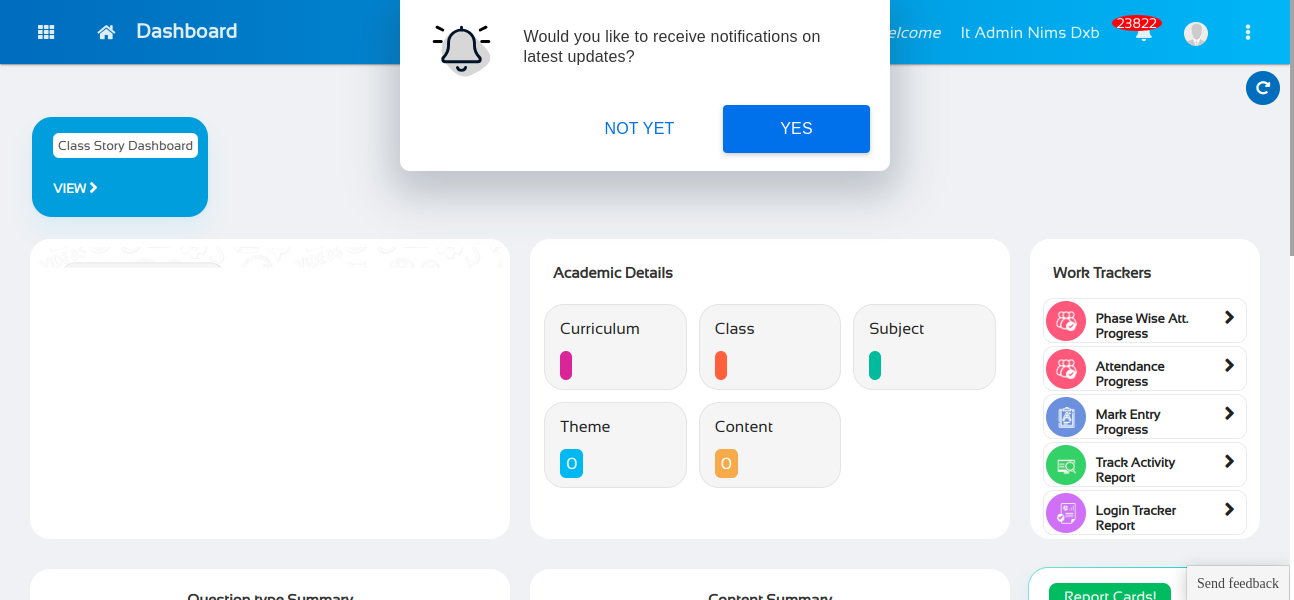 Dashboard
elcome
It Admin Nims Dxb
23822
Would you like to receive notifications on
latest updates?
NOT YET
YES
Class Story Dashboard
VIEW
Academic Details
Curriculum
Class
Subject
Theme
0
Content
0
Work Trackers
Phase Wise Att.
Progress
Attendance
Progress
Mark Entry
Progress
Track Activity
Report
Login Tracker
Report
Question type Summary
Content Summary
Report Cards!
Send feedback